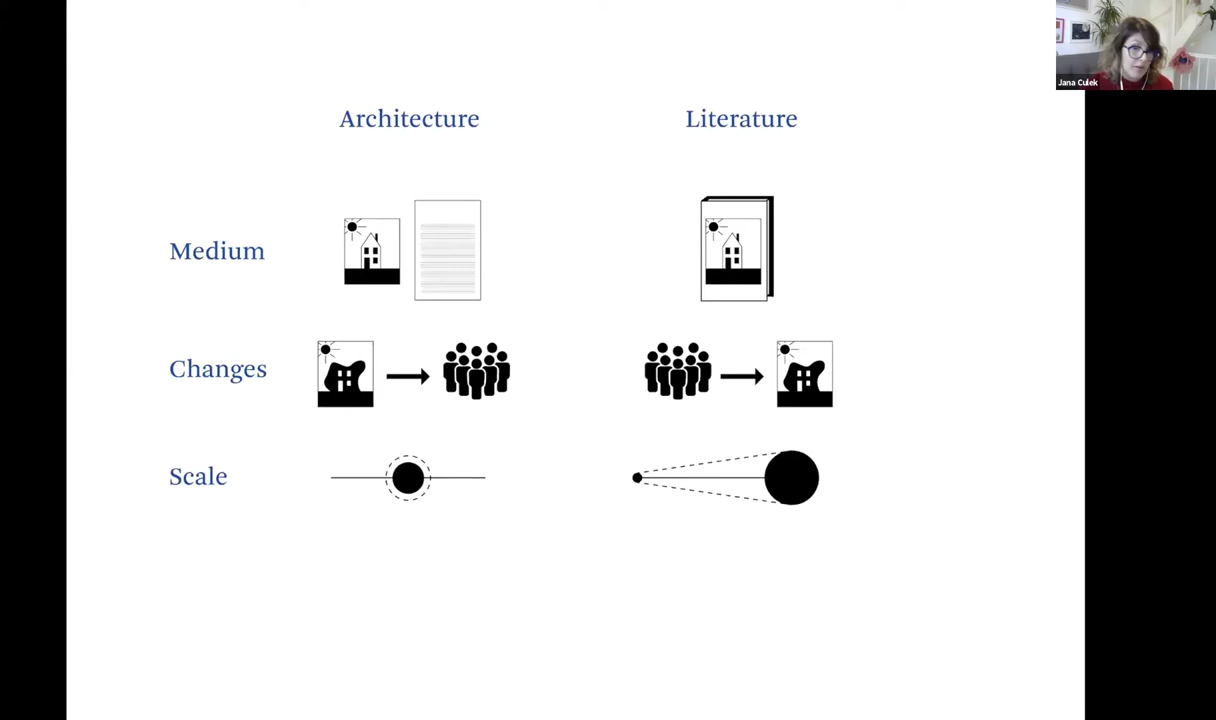 Jana Culek
Architecture
Literature
Medium
Changes
Scale